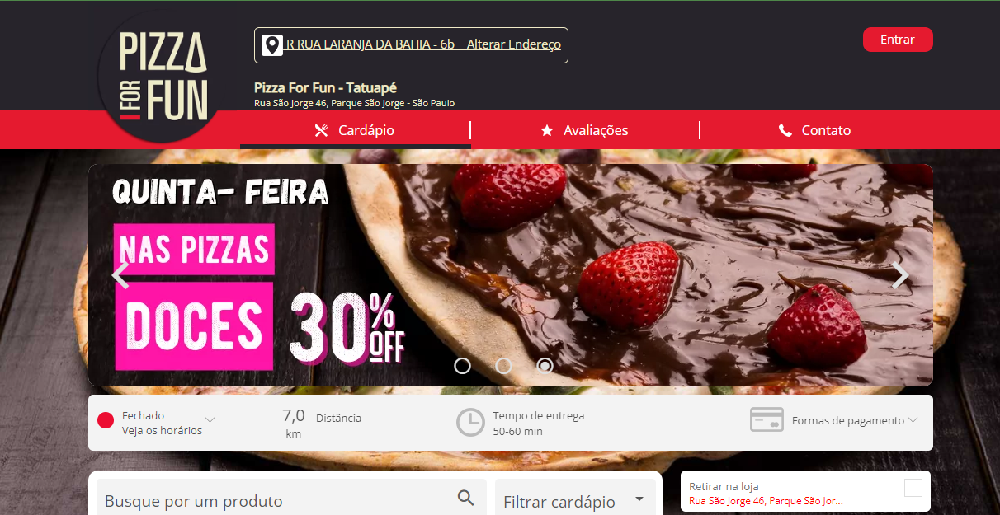 PIZZA
FOR FUN
R RUA LARANJA DA BAHIA - 6b Alterar Endereço
Entrar
Pizza For Fun - Tatuapé
Rua São Jorge 46, Parque São Jorge - São Paulo
Cardápio
Avaliações
Contato
QUINTA- FEIRA
NAS PIZZAS
DOCES
30% OFF
Fechado
Veja os horários
7,0
km
Distância
Tempo de entrega
50-60 min
Formas de pagamento
Busque por um produto
Filtrar cardápio
Retirar na loja
Rua São Jorge 46, Parque São Jor...